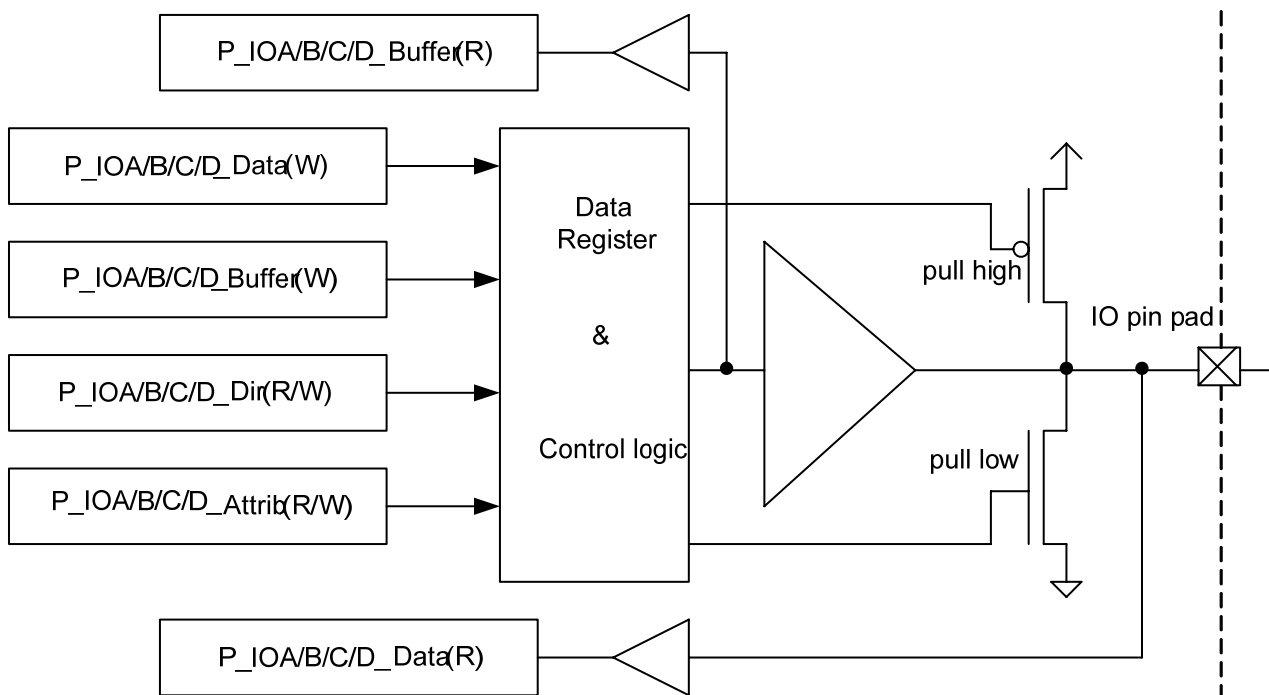 P_IOA/B/C/D_Buffer(R)
P_IOA/B/C/D_Data(W)
P_IOA/B/C/D_Buffer(W)
P_IOA/B/C/D_Dir(R/W)
P_IOA/B/C/D_Attrib(R/W)
Data
Register
&
Control logic
pull high
IO pin pad
pull low
P_IOA/B/C/D_Data(R)